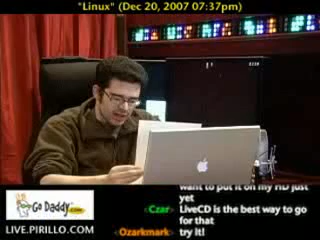 "Linux" (Dec 20, 2007 07:37pm)
Go Daddy.com
LIVE.PIRILLO.COM
want to put it on my HD just
yet
<Czar> LiveCD is the best way to go
for that
<Ozarkmark> try it!